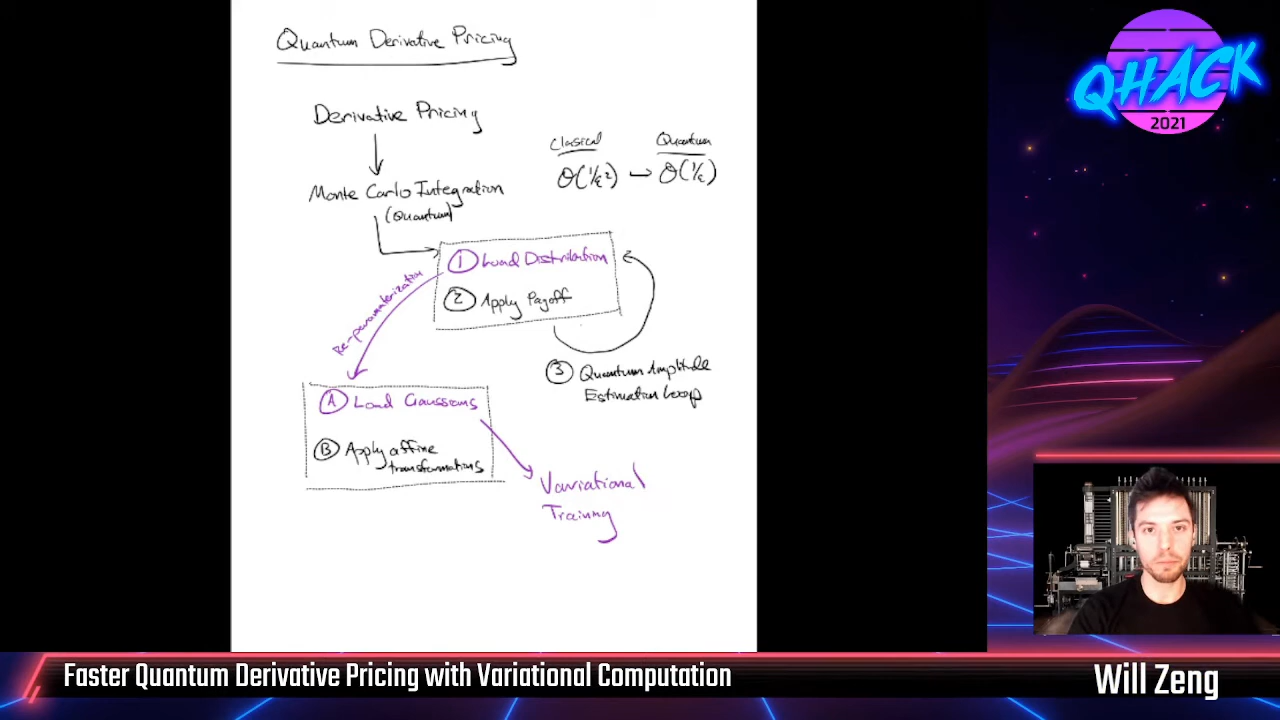 Quantum Derivative Pricing
Derivative Pricing
Clasical
Quantum
O(1/ε²) → O(1/ε)
Monte Carlo Integration
(Quantum)
① Load Distribution
② Apply Payoff
Re-parameterization
③ Quantum Amplitude
Estimation Loop
Ⓐ Load Gaussians
Ⓑ Apply affine
transformations
Variational
Training
QHACK
2021
Faster Quantum Derivative Pricing with Variational Computation
Will Zeng